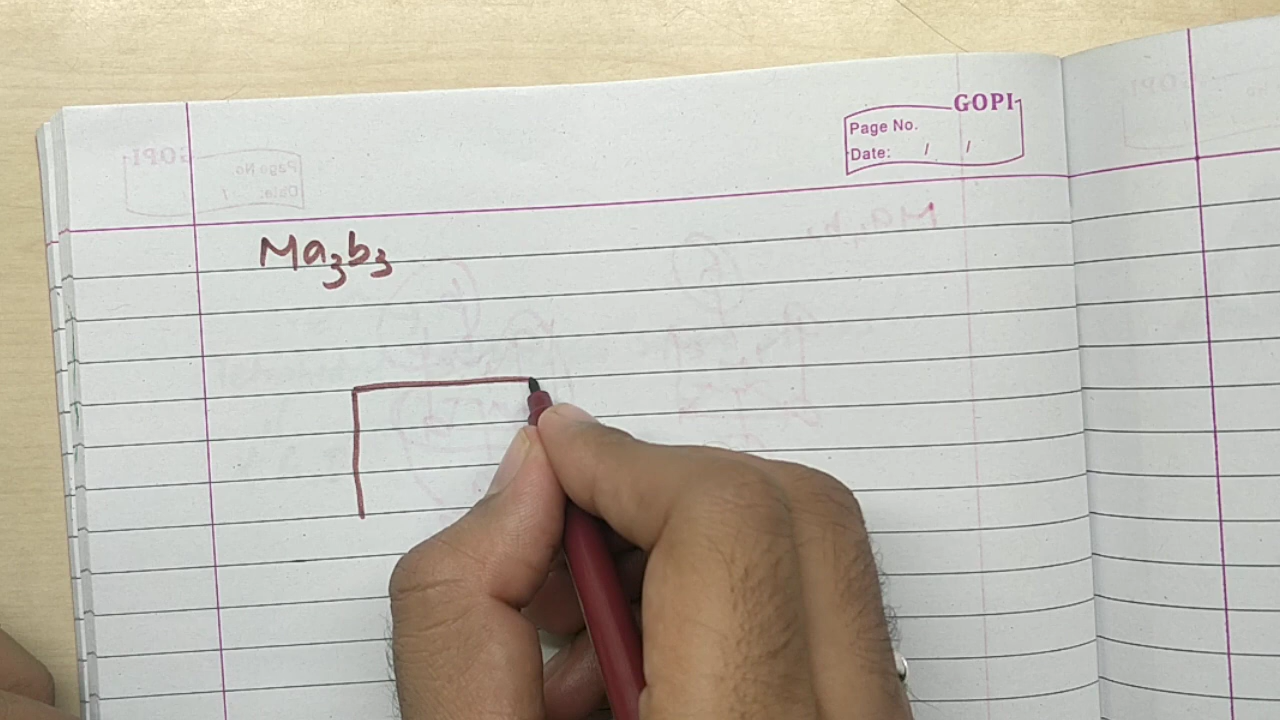 GOPI
Page No.
Date: / /
Ma₃b₃